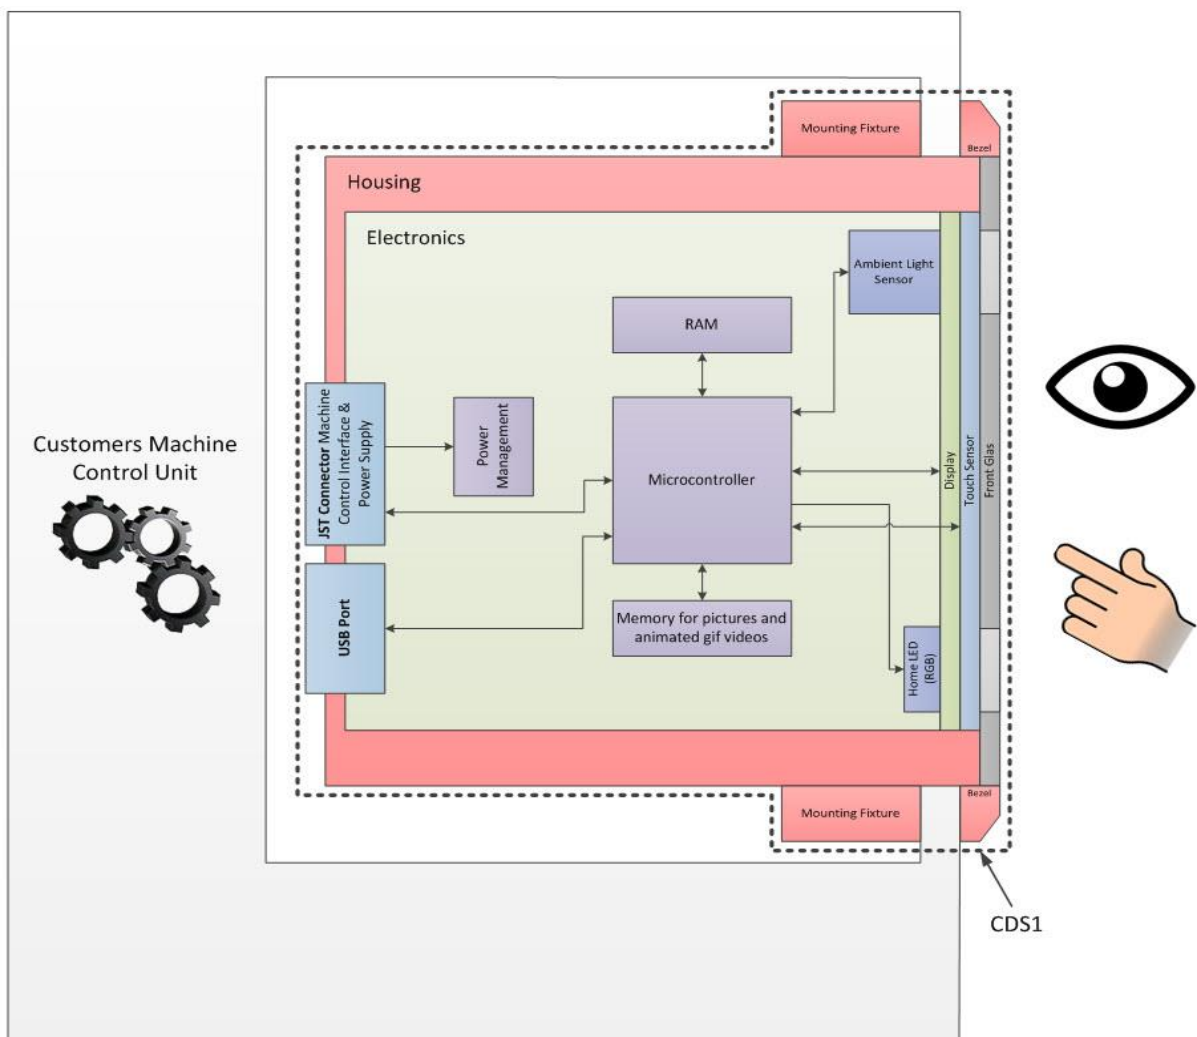 Mounting Fixture
Bezel
Housing
Electronics
Ambient Light
Sensor
RAM
JST Connector Machine
Control Interface &
Power Supply
Power
Management
Microcontroller
Display
Touch Sensor
Front Glas
Customers Machine
Control Unit
USB Port
Memory for pictures and
animated gif videos
Home LED
(RGB)
Bezel
Mounting Fixture
CDS1